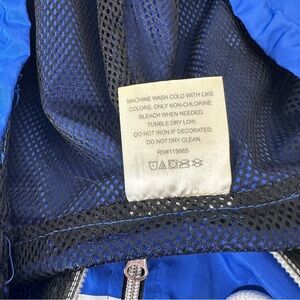 MACHINE WASH COLD WITH LIKE
COLORS. ONLY NON-CHLORINE
BLEACH WHEN NEEDED.
TUMBLE DRY LOW.
DO NOT IRON IF DECORATED.
DO NOT DRY CLEAN.
RN#115665